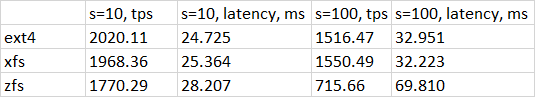 s=10, tps s=10, latency, ms s=100, tps s=100, latency, ms
ext4 2020.11 24.725 1516.47 32.951
xfs 1968.36 25.364 1550.49 32.223
zfs 1770.29 28.207 715.66 69.810